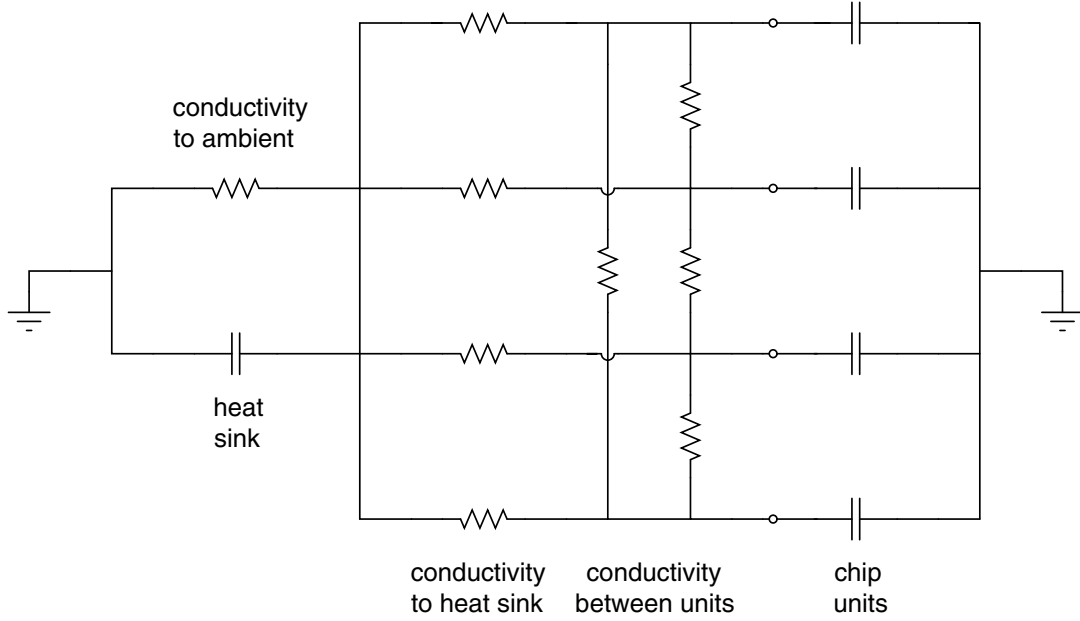 conductivity
to ambient
heat
sink
conductivity
to heat sink
conductivity
between units
chip
units